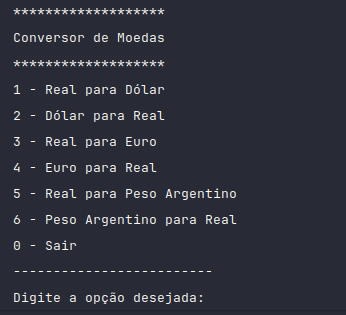 *******************
Conversor de Moedas
*******************
1 - Real para Dólar
2 - Dólar para Real
3 - Real para Euro
4 - Euro para Real
5 - Real para Peso Argentino
6 - Peso Argentino para Real
0 - Sair
-------------------------
Digite a opção desejada: